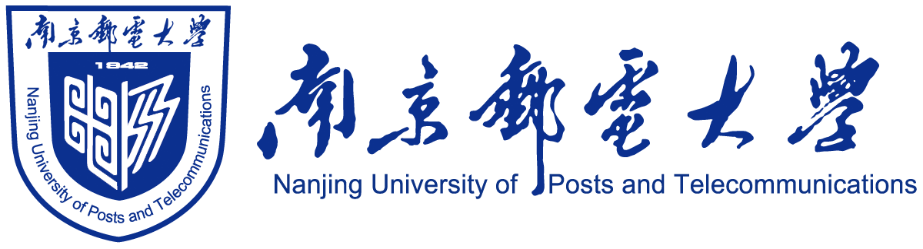 南京郵電大學
1842
Nanjing University of Posts and Telecommunications
南京郵電大學
Nanjing University of Posts and Telecommunications